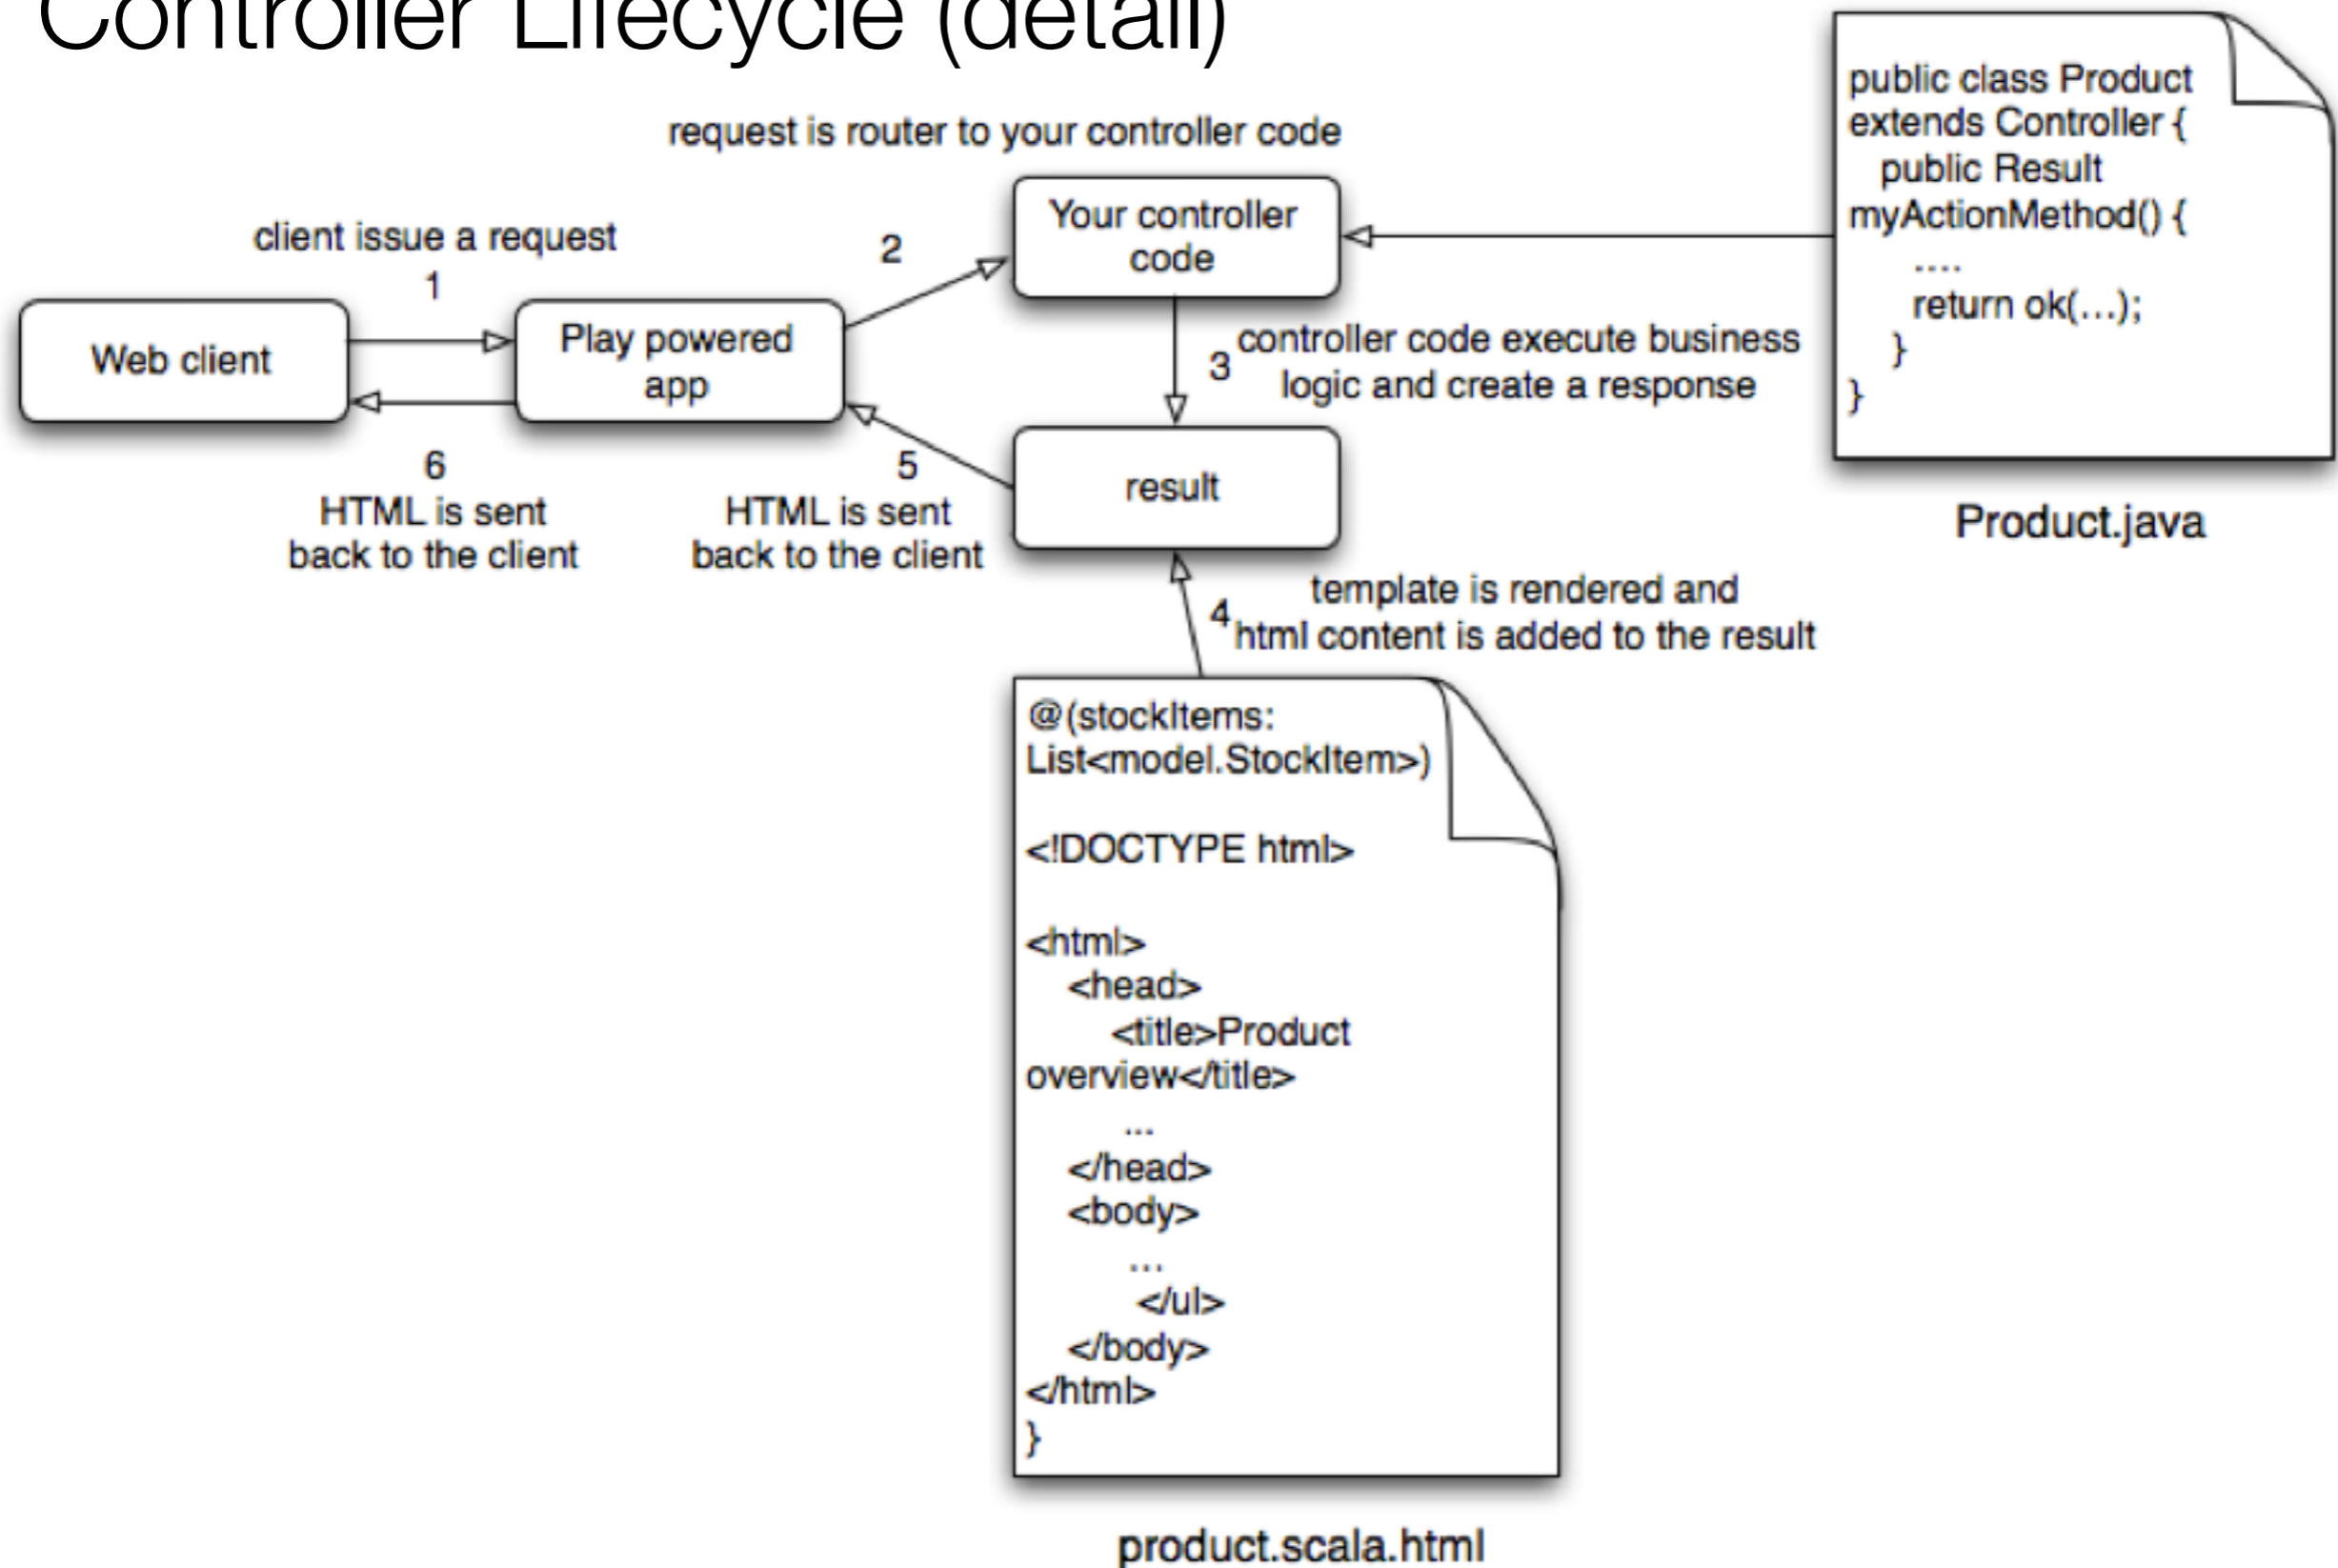 Controller Lifecycle (detail)
request is router to your controller code
client issue a request
1
2
Web client
Play powered
app
Your controller
code
3
controller code execute business
logic and create a response
result
5
HTML is sent
back to the client
6
HTML is sent
back to the client
4
template is rendered and
html content is added to the result
public class Product
extends Controller {
public Result
myActionMethod() {
....
return ok(...);
}
}
Product.java
@(stockItems:
List<model.StockItem>)
<!DOCTYPE html>
<html>
<head>
<title>Product
overview</title>
...
</head>
<body>
...
</ul>
</body>
</html>
}
product.scala.html